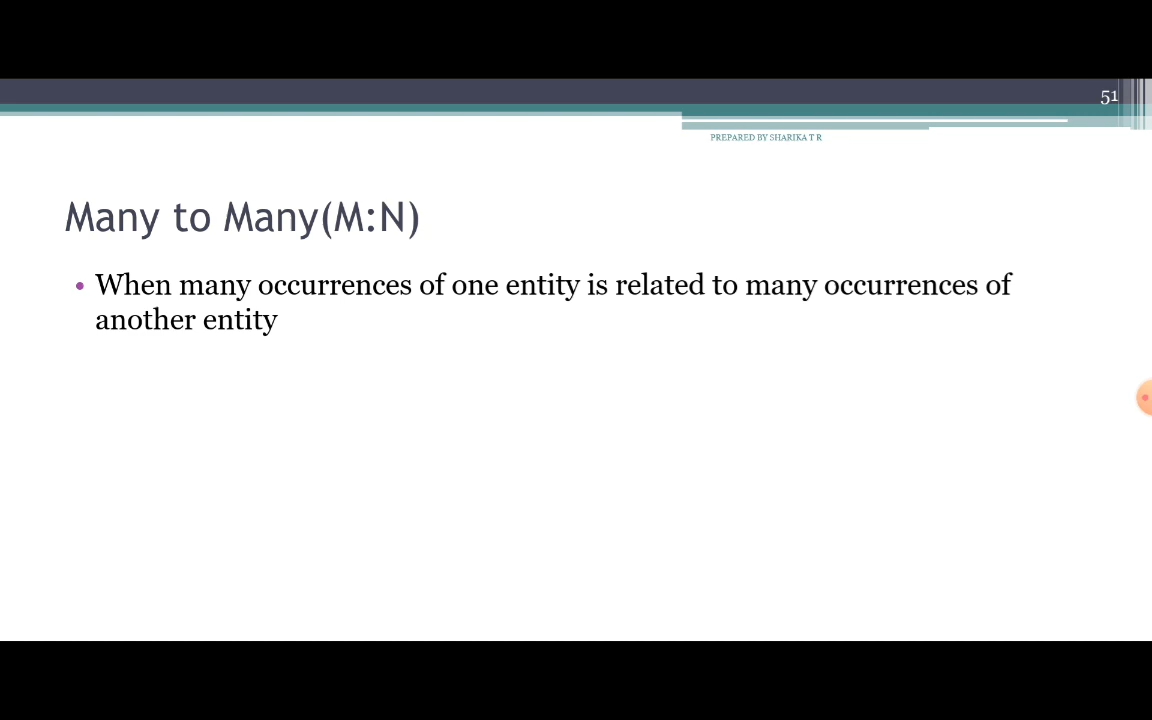 51
PREPARED BY SHARIKA T R
Many to Many(M:N)
• When many occurrences of one entity is related to many occurrences of
another entity